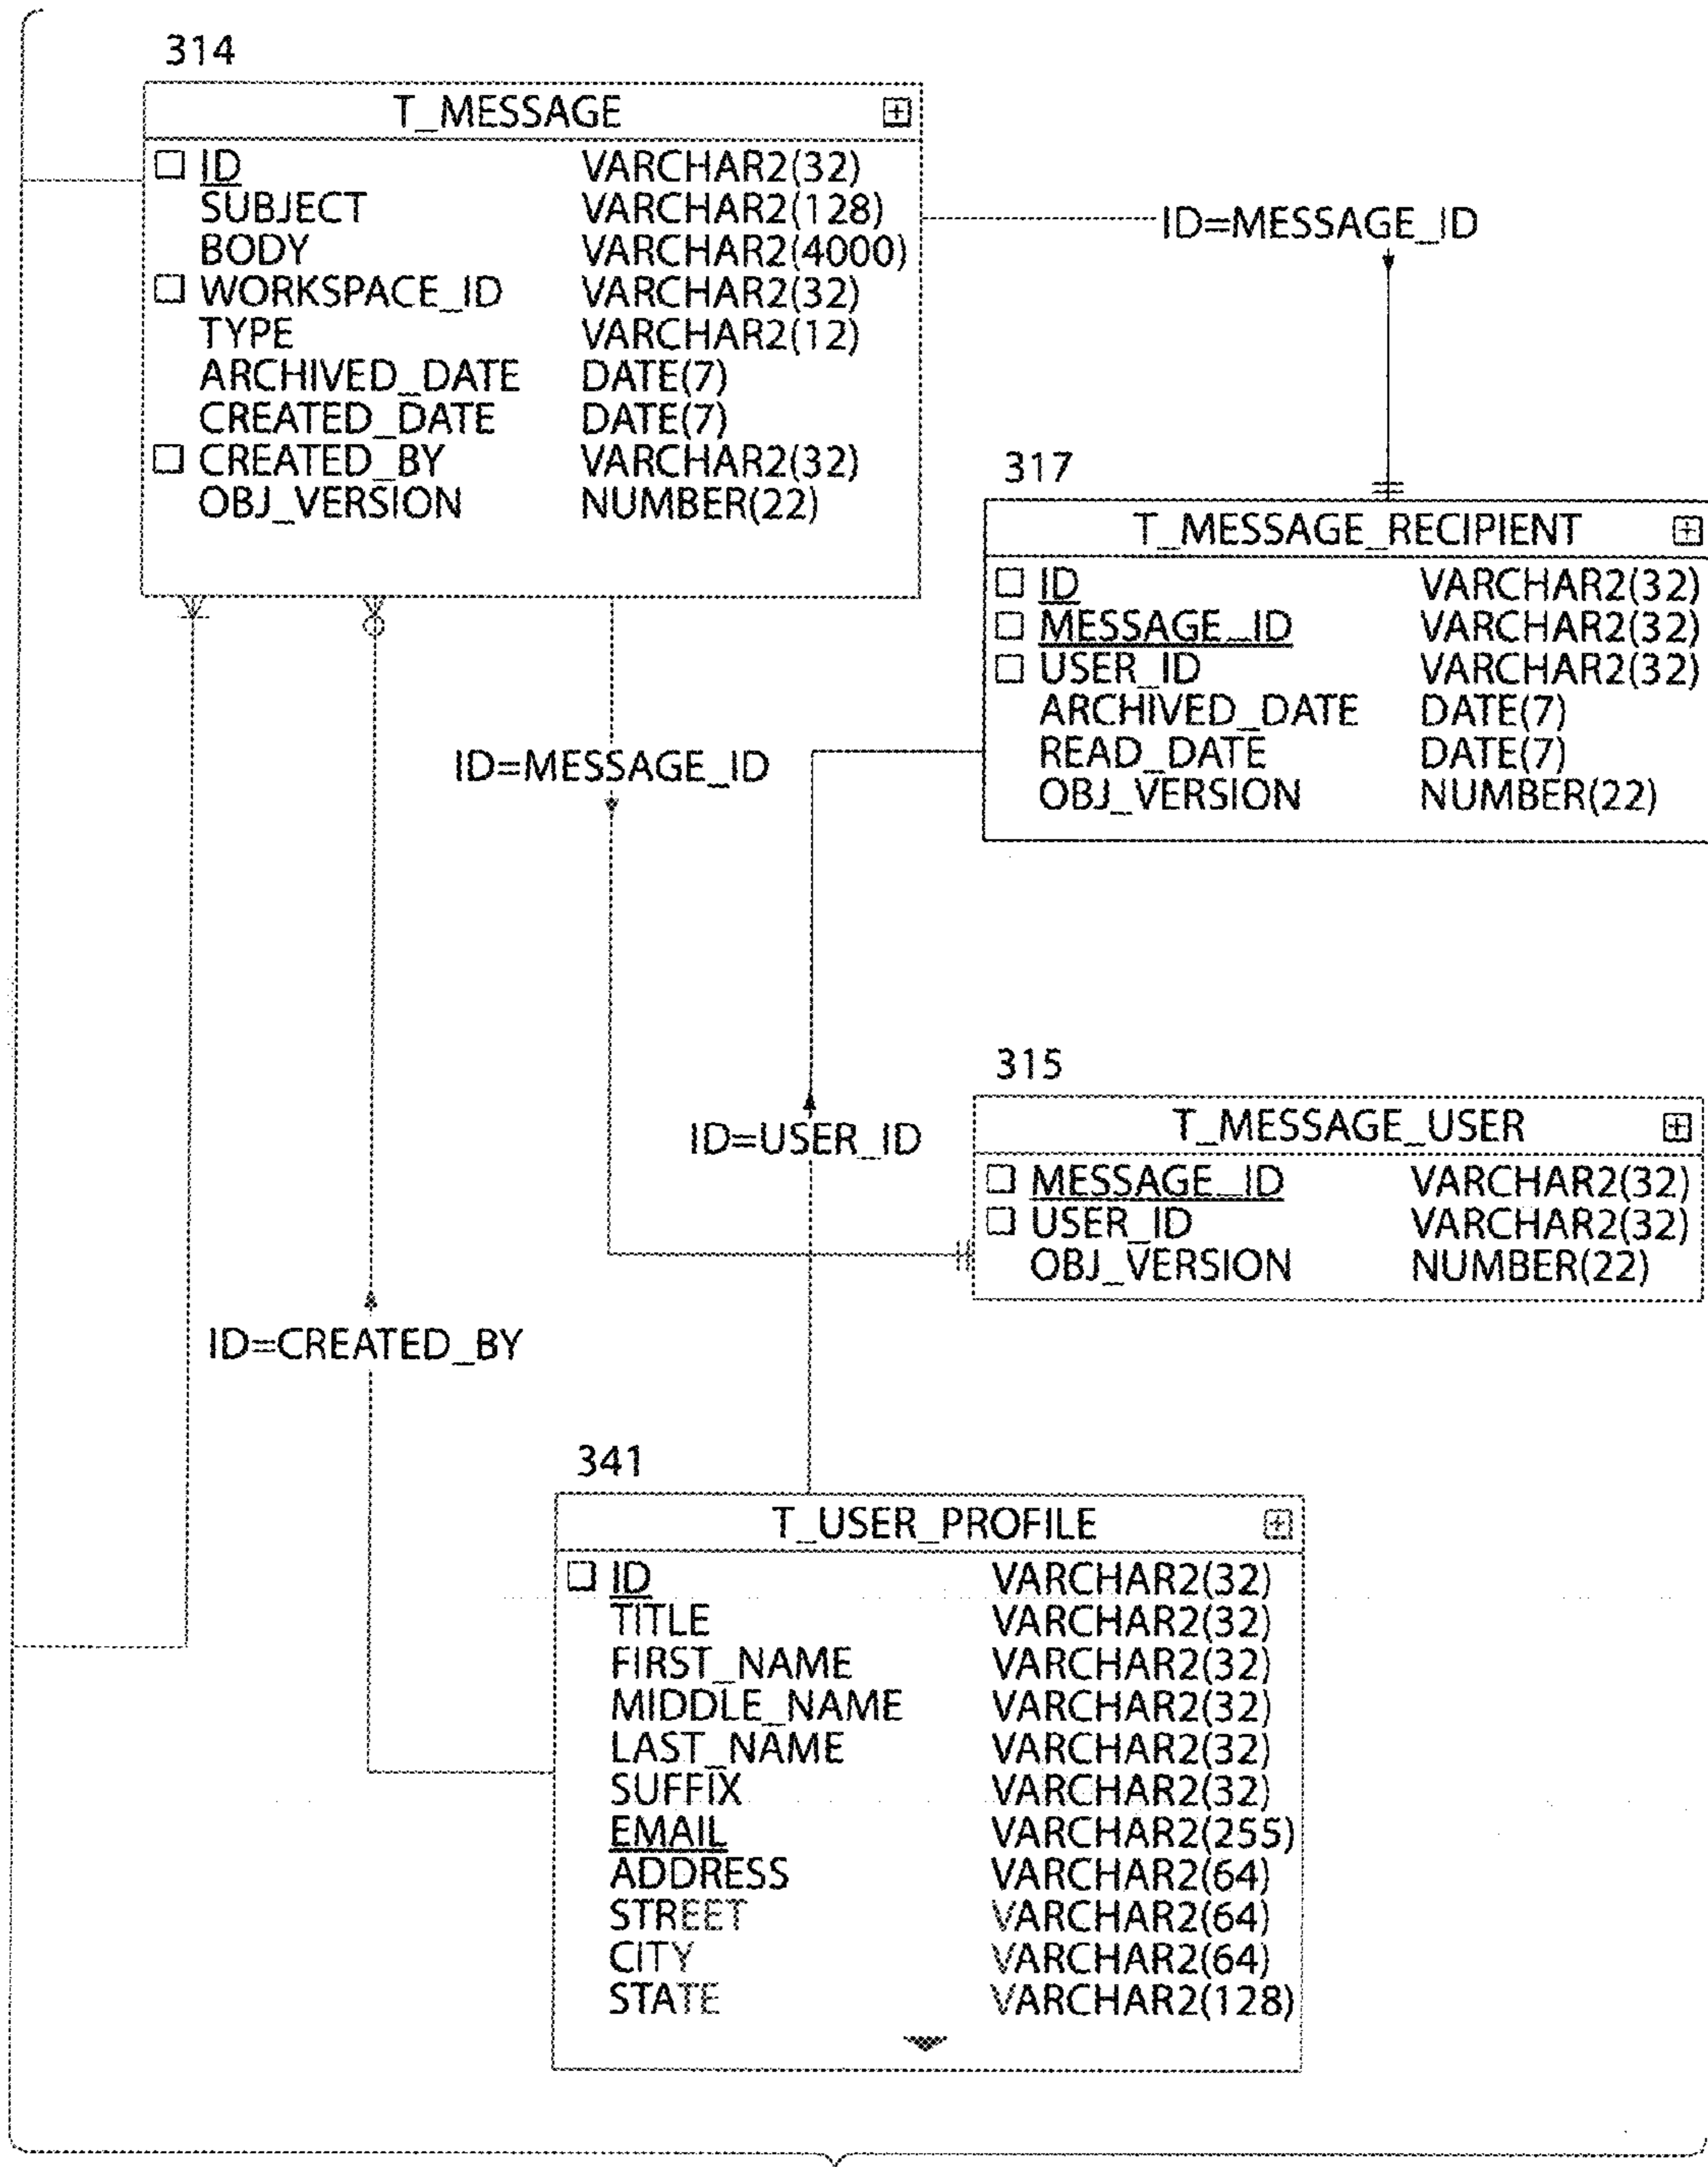 314
T_MESSAGE
ID VARCHAR2(32)
SUBJECT VARCHAR2(128)
BODY VARCHAR2(4000)
WORKSPACE_ID VARCHAR2(32)
TYPE VARCHAR2(12)
ARCHIVED_DATE DATE(7)
CREATED_DATE DATE(7)
CREATED_BY VARCHAR2(32)
OBJ_VERSION NUMBER(22)
ID=MESSAGE_ID
317
T_MESSAGE_RECIPIENT
ID VARCHAR2(32)
MESSAGE_ID VARCHAR2(32)
USER_ID VARCHAR2(32)
ARCHIVED_DATE DATE(7)
READ_DATE DATE(7)
OBJ_VERSION NUMBER(22)
ID=MESSAGE_ID
315
T_MESSAGE_USER
MESSAGE_ID VARCHAR2(32)
USER_ID VARCHAR2(32)
OBJ_VERSION NUMBER(22)
ID=USER_ID
ID=CREATED_BY
341
T_USER_PROFILE
ID VARCHAR2(32)
TITLE VARCHAR2(32)
FIRST_NAME VARCHAR2(32)
MIDDLE_NAME VARCHAR2(32)
LAST_NAME VARCHAR2(32)
SUFFIX VARCHAR2(32)
EMAIL VARCHAR2(255)
ADDRESS VARCHAR2(64)
STREET VARCHAR2(64)
CITY VARCHAR2(64)
STATE VARCHAR2(128)